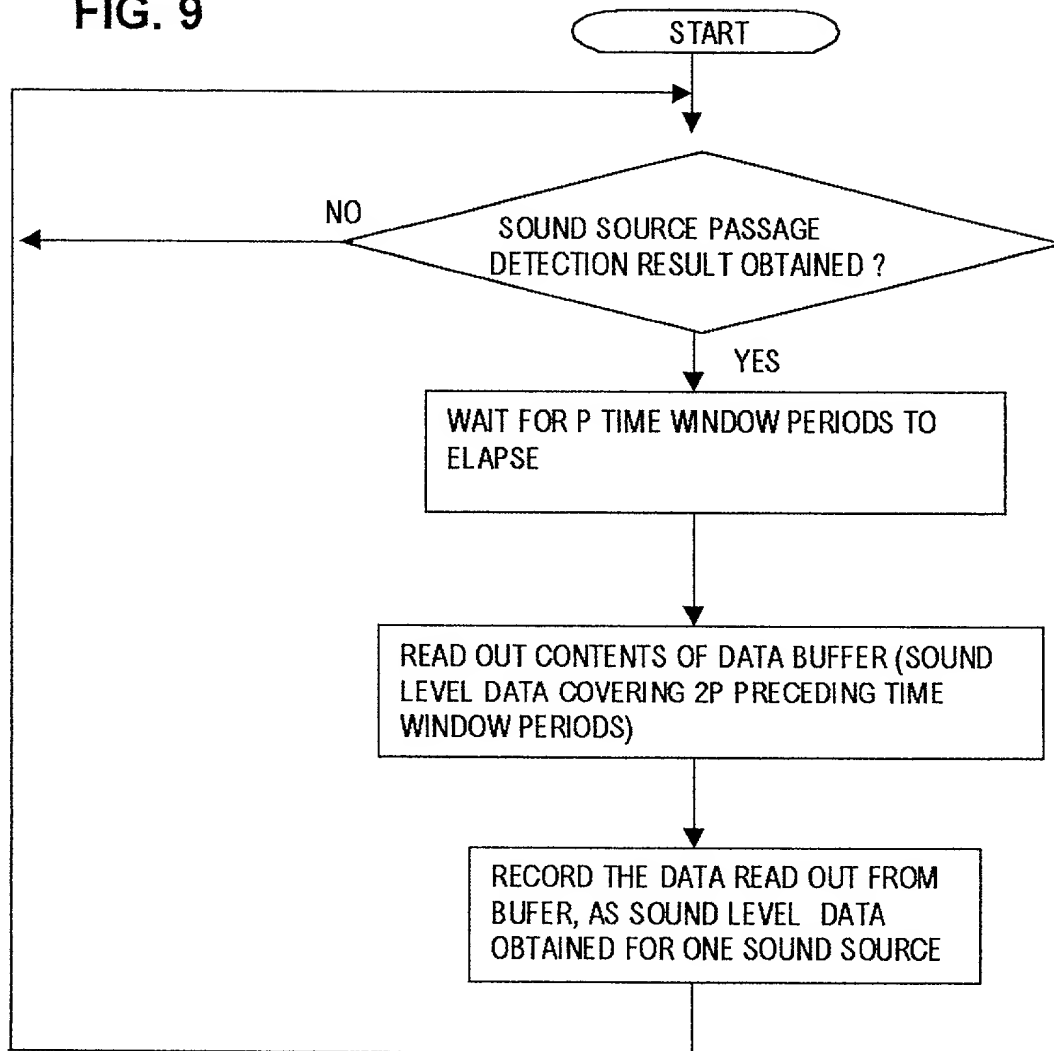 FIG. 9
START
NO
SOUND SOURCE PASSAGE
DETECTION RESULT OBTAINED ?
YES
WAIT FOR P TIME WINDOW PERIODS TO
ELAPSE
READ OUT CONTENTS OF DATA BUFFER (SOUND
LEVEL DATA COVERING 2P PRECEDING TIME
WINDOW PERIODS)
RECORD THE DATA READ OUT FROM
BUFER, AS SOUND LEVEL DATA
OBTAINED FOR ONE SOUND SOURCE